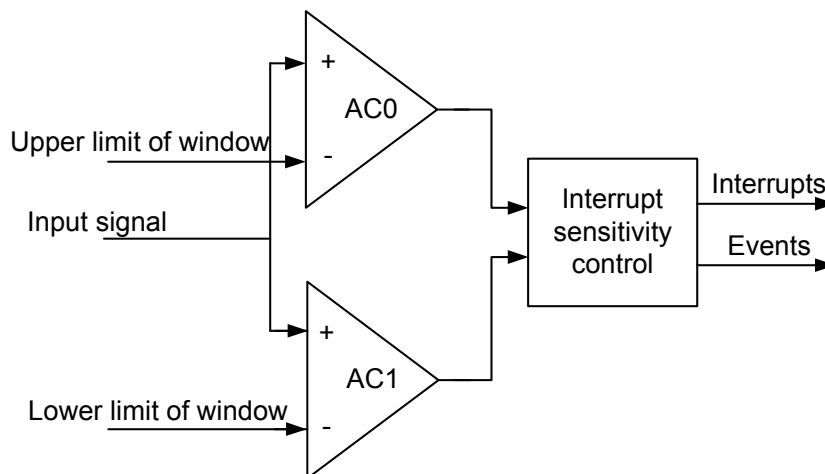 +
AC0
-
Upper limit of window
Input signal
Interrupt
sensitivity
control
Interrupts
Events
+
AC1
-
Lower limit of window